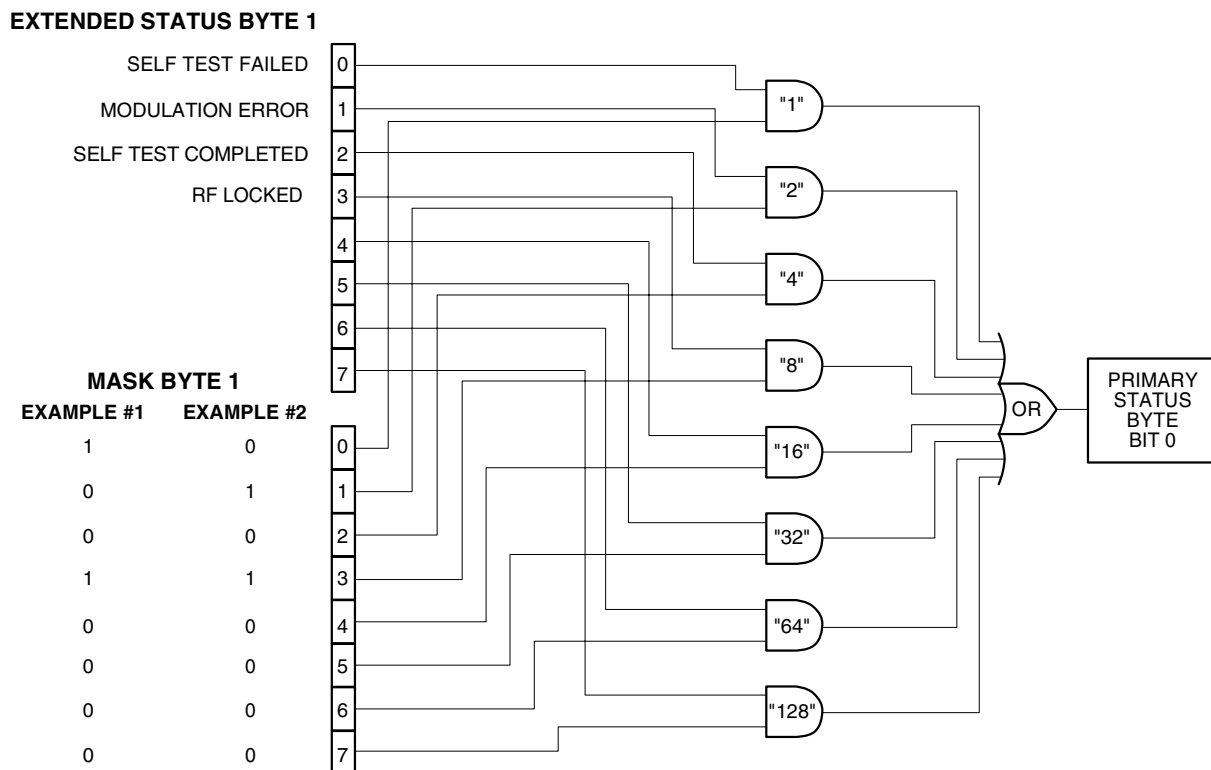 EXTENDED STATUS BYTE 1
SELF TEST FAILED
MODULATION ERROR
SELF TEST COMPLETED
RF LOCKED
0
1
2
3
4
5
6
7
MASK BYTE 1
EXAMPLE #1 EXAMPLE #2
1 0 0
0 1 1
0 0 2
1 1 3
0 0 4
0 0 5
0 0 6
0 0 7
"1"
"2"
"4"
"8"
"16"
"32"
"64"
"128"
OR
PRIMARY
STATUS
BYTE
BIT 0